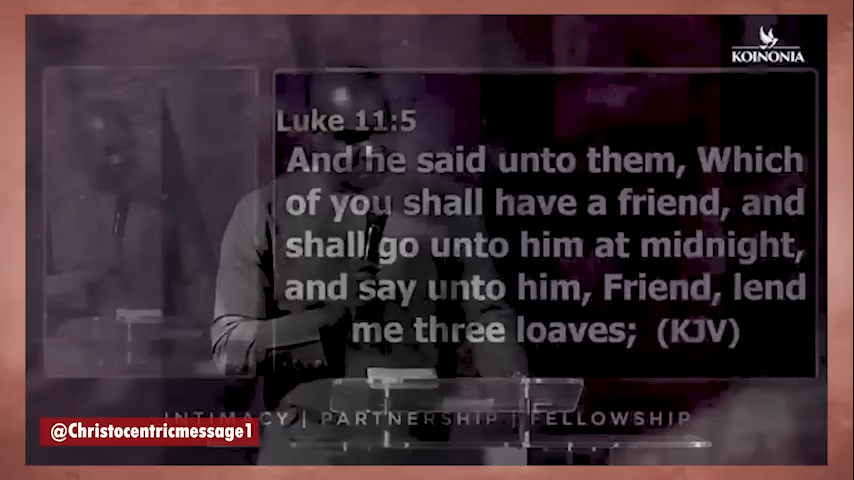 KOINONIA
Luke 11:5
And he said unto them, Which
of you shall have a friend, and
shall go unto him at midnight,
and say unto him, Friend, lend
me three loaves; (KJV)
INTIMACY | PARTNERSHIP | FELLOWSHIP
@Christocentricmessage1